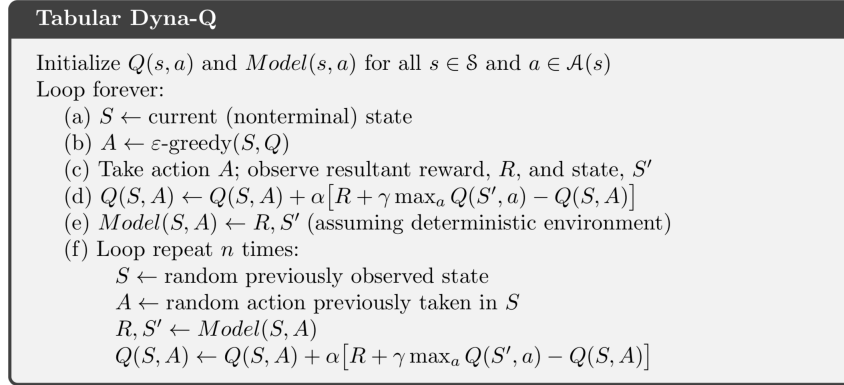 Tabular Dyna-Q
Initialize Q(s, a) and Model(s, a) for all s ∈ 𝒮 and a ∈ 𝒜(s)
Loop forever:
(a) S ← current (nonterminal) state
(b) A ← ε-greedy(S, Q)
(c) Take action A; observe resultant reward, R, and state, S′
(d) Q(S, A) ← Q(S, A) + α[R + γ maxₐ Q(S′, a) − Q(S, A)]
(e) Model(S, A) ← R, S′ (assuming deterministic environment)
(f) Loop repeat n times:
S ← random previously observed state
A ← random action previously taken in S
R, S′ ← Model(S, A)
Q(S, A) ← Q(S, A) + α[R + γ maxₐ Q(S′, a) − Q(S, A)]